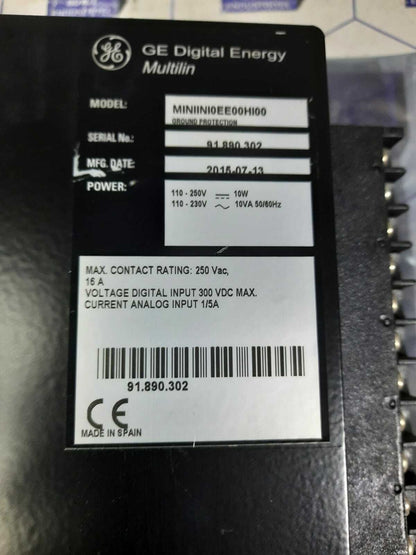 GE Digital Energy
Multilin
MODEL: MINIINI0EE00HI00
GROUND PROTECTION
SERIAL No.: 91.890.302
MFG. DATE: 2015-07-13
POWER: 110 - 250V ⎓ 10W
110 - 230V ~ 10VA 50/60Hz
MAX. CONTACT RATING: 250 Vac,
16 A
VOLTAGE DIGITAL INPUT 300 VDC MAX.
CURRENT ANALOG INPUT 1/5A
91.890.302
CE
MADE IN SPAIN